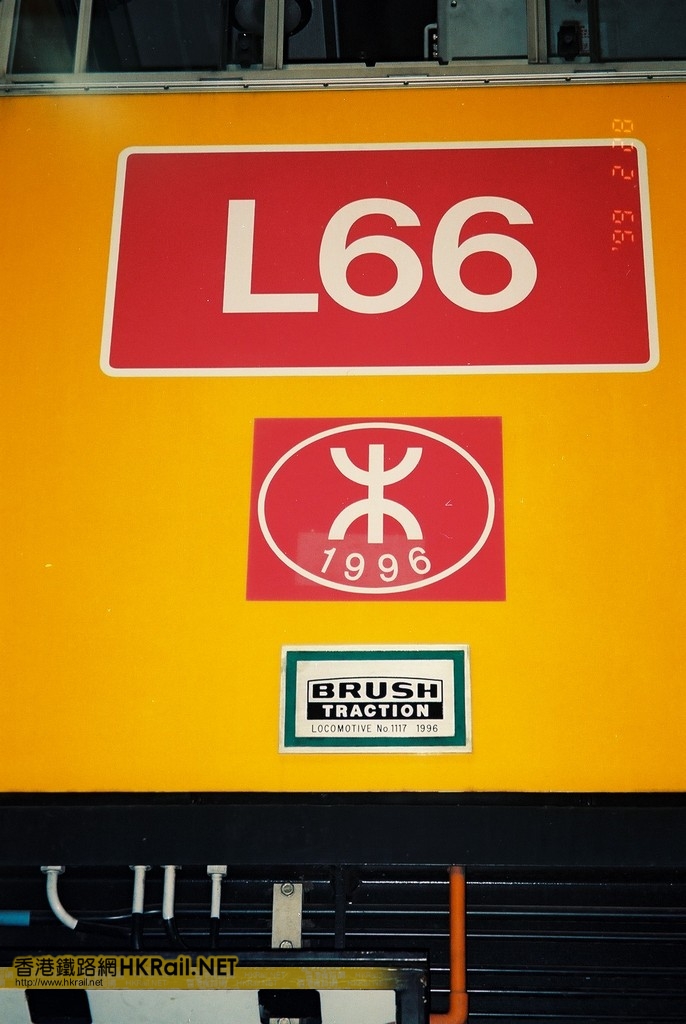 L66
1996
BRUSH
TRACTION
LOCOMOTIVE No.1117 1996
香港鐵路網HKRail.NET
http://www.hkrail.net